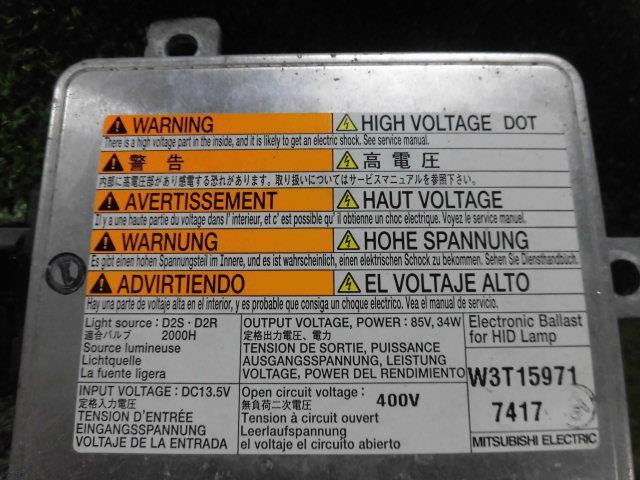 WARNING HIGH VOLTAGE DOT
There is a high voltage part in the inside, and it is likely to get an electric shock. See service manual.
警告 高電圧
内部に高電圧部があり感電する恐れがあります。取り扱いについてはサービスマニュアルを参照下さい。
AVERTISSEMENT HAUT VOLTAGE
Il y a une haute partie du voltage dans l' interieur, et c' est possible qu' il obtienne un choc electrique. Voyez le service manuel.
WARNUNG HOHE SPANNUNG
Es gibt einen hohen Spannungsteil im Innere, und es ist wahrscheinlich, einen elektrischen Schock zu bekommen. Sehen Sie Diensthandbüch.
ADVIRTIENDO EL VOLTAJE ALTO
Hay una parte de voltaje alta en el interior, y es probable que consiga un choque electrico. Vea el manual de servicio.
Light source : D2S・D2R
適合バルブ 2000H
Source lumineuse
Lichtquelle
La fuente ligera
OUTPUT VOLTAGE, POWER : 85V, 34W
定格出力電圧、電力
TENSION DE SORTIE, PUISSANCE
AUSGANGSSPANNUNG, LEISTUNG
VOLTAGE, POWER DEL RENDIMIENTO
Electronic Ballast
for HID Lamp
W3T15971
7417
MITSUBISHI ELECTRIC
INPUT VOLTAGE : DC13.5V
定格入力電圧
TENSION D'ENTRÉE
EINGANGSSPANNUNG
VOLTAJE DE LA ENTRADA
Open circuit voltage : 400V
無負荷二次電圧
Tension à circuit ouvert
Leerlaufspannung
el voltaje el circuito abierto